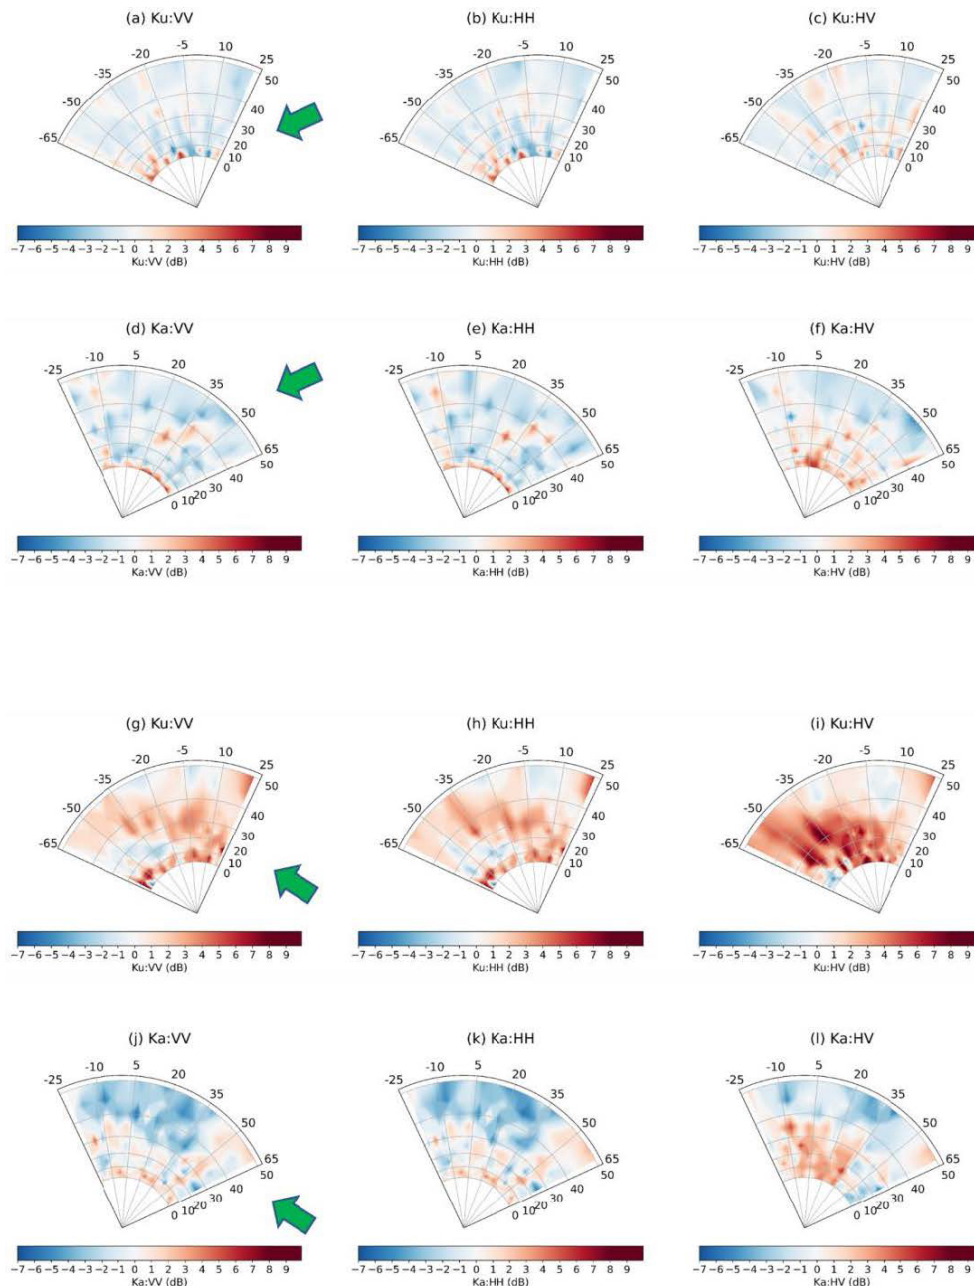 (a) Ku:VV
(b) Ku:HH
(c) Ku:HV
-65 -50 -35 -20 -5 10 25
50 40 30 20 10 0
-65 -50 -35 -20 -5 10 25
50 40 30 20 10 0
-65 -50 -35 -20 -5 10 25
50 40 30 20 10 0
−7−6−5−4−3−2−1 0 1 2 3 4 5 6 7 8 9
−7−6−5−4−3−2−1 0 1 2 3 4 5 6 7 8 9
−7−6−5−4−3−2−1 0 1 2 3 4 5 6 7 8 9
Ku:VV (dB)
Ku:HH (dB)
Ku:HV (dB)
(d) Ka:VV
(e) Ka:HH
(f) Ka:HV
-25 -10 5 20 35 50 65
50 40 30 20 10 0
-25 -10 5 20 35 50 65
50 40 30 20 10 0
-25 -10 5 20 35 50 65
50 40 30 20 10 0
−7−6−5−4−3−2−1 0 1 2 3 4 5 6 7 8 9
−7−6−5−4−3−2−1 0 1 2 3 4 5 6 7 8 9
−7−6−5−4−3−2−1 0 1 2 3 4 5 6 7 8 9
Ka:VV (dB)
Ka:HH (dB)
Ka:HV (dB)
(g) Ku:VV
(h) Ku:HH
(i) Ku:HV
-65 -50 -35 -20 -5 10 25
50 40 30 20 10 0
-65 -50 -35 -20 -5 10 25
50 40 30 20 10 0
-65 -50 -35 -20 -5 10 25
50 40 30 20 10 0
−7−6−5−4−3−2−1 0 1 2 3 4 5 6 7 8 9
−7−6−5−4−3−2−1 0 1 2 3 4 5 6 7 8 9
−7−6−5−4−3−2−1 0 1 2 3 4 5 6 7 8 9
Ku:VV (dB)
Ku:HH (dB)
Ku:HV (dB)
(j) Ka:VV
(k) Ka:HH
(l) Ka:HV
-25 -10 5 20 35 50 65
50 40 30 20 10 0
-25 -10 5 20 35 50 65
50 40 30 20 10 0
-25 -10 5 20 35 50 65
50 40 30 20 10 0
−7−6−5−4−3−2−1 0 1 2 3 4 5 6 7 8 9
−7−6−5−4−3−2−1 0 1 2 3 4 5 6 7 8 9
−7−6−5−4−3−2−1 0 1 2 3 4 5 6 7 8 9
Ka:VV (dB)
Ka:HH (dB)
Ka:HV (dB)